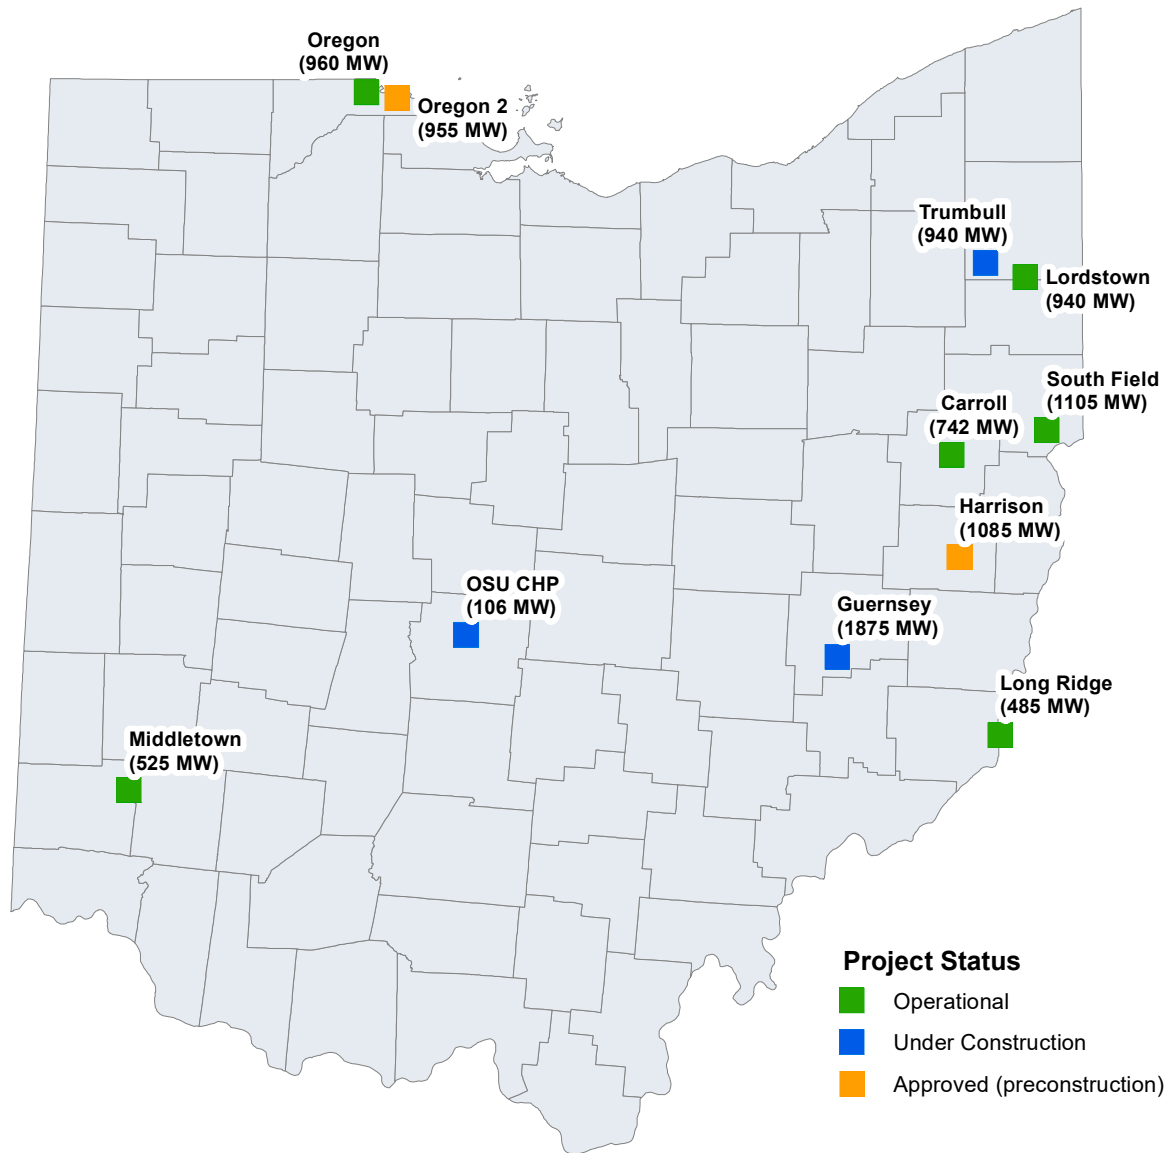 Oregon
(960 MW)
Oregon 2
(955 MW)
Trumbull
(940 MW)
Lordstown
(940 MW)
South Field
(1105 MW)
Carroll
(742 MW)
Harrison
(1085 MW)
OSU CHP
(106 MW)
Guernsey
(1875 MW)
Long Ridge
(485 MW)
Middletown
(525 MW)
Project Status
Operational
Under Construction
Approved (preconstruction)